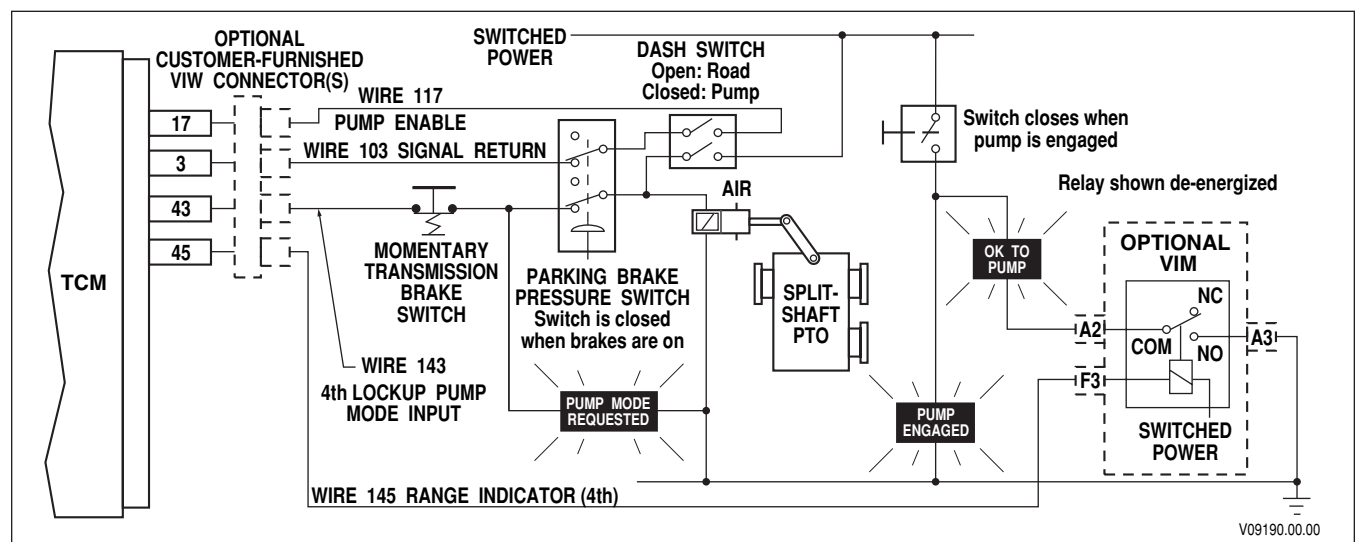 OPTIONAL
CUSTOMER-FURNISHED
VIW CONNECTOR(S)
SWITCHED
POWER
DASH SWITCH
Open: Road
Closed: Pump
WIRE 117
PUMP ENABLE
WIRE 103 SIGNAL RETURN
17
3
43
45
TCM
MOMENTARY
TRANSMISSION
BRAKE
SWITCH
WIRE 143
4th LOCKUP PUMP
MODE INPUT
PARKING BRAKE
PRESSURE SWITCH
Switch is closed
when brakes are on
AIR
SPLIT-
SHAFT
PTO
Switch closes when
pump is engaged
Relay shown de-energized
OK TO
PUMP
OPTIONAL
VIM
NC
COM
NO
A2
A3
F3
SWITCHED
POWER
PUMP MODE
REQUESTED
PUMP
ENGAGED
WIRE 145 RANGE INDICATOR (4th)
V09190.00.00